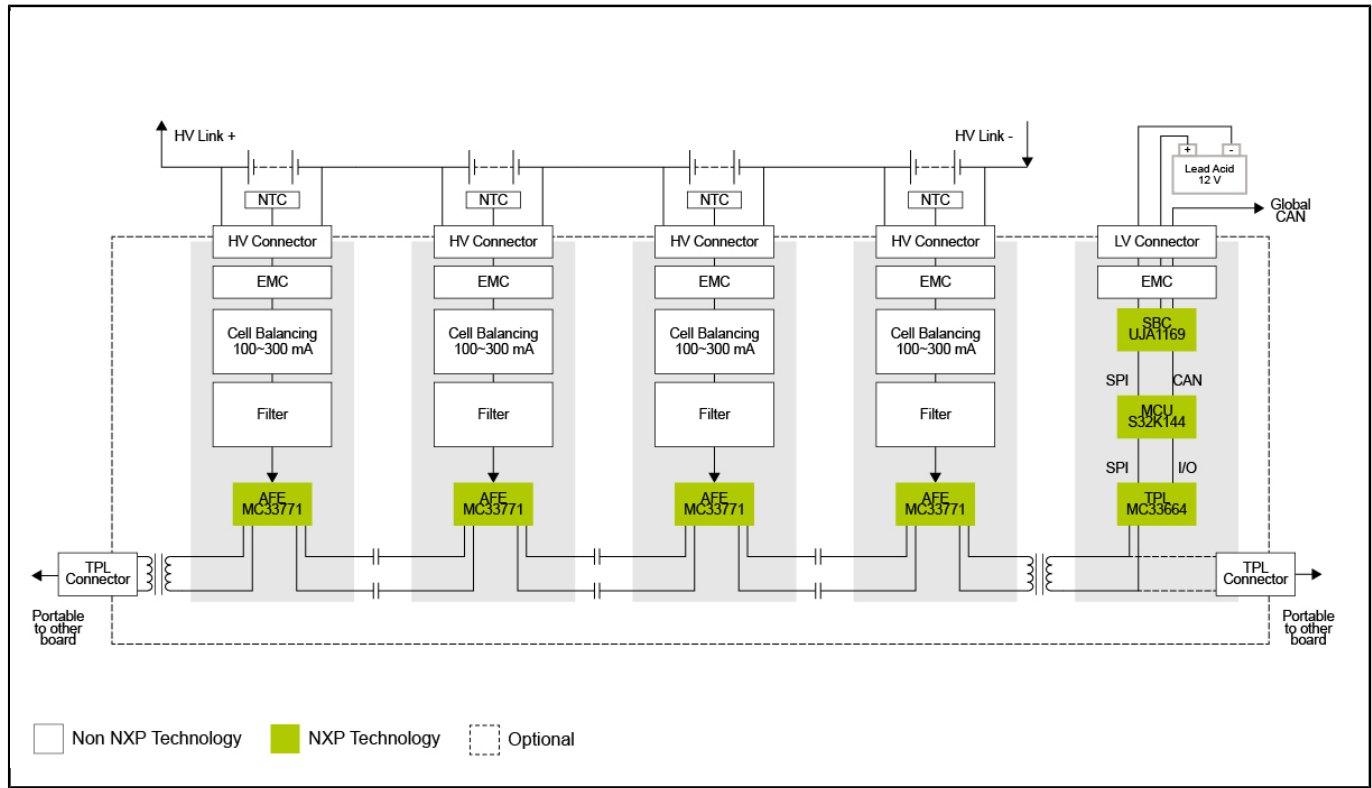 HV Link +
HV Link -
+
-
Lead Acid
12 V
Global
CAN
NTC
NTC
NTC
NTC
HV Connector
HV Connector
HV Connector
HV Connector
LV Connector
EMC
EMC
EMC
EMC
EMC
Cell Balancing
100~300 mA
Cell Balancing
100~300 mA
Cell Balancing
100~300 mA
Cell Balancing
100~300 mA
SBC
UJA1169
SPI
CAN
Filter
Filter
Filter
Filter
MCU
S32K144
SPI
I/O
AFE
MC33771
AFE
MC33771
AFE
MC33771
AFE
MC33771
TPL
MC33664
TPL
Connector
TPL
Connector
Portable
to other
board
Portable
to other
board
Non NXP Technology
NXP Technology
Optional